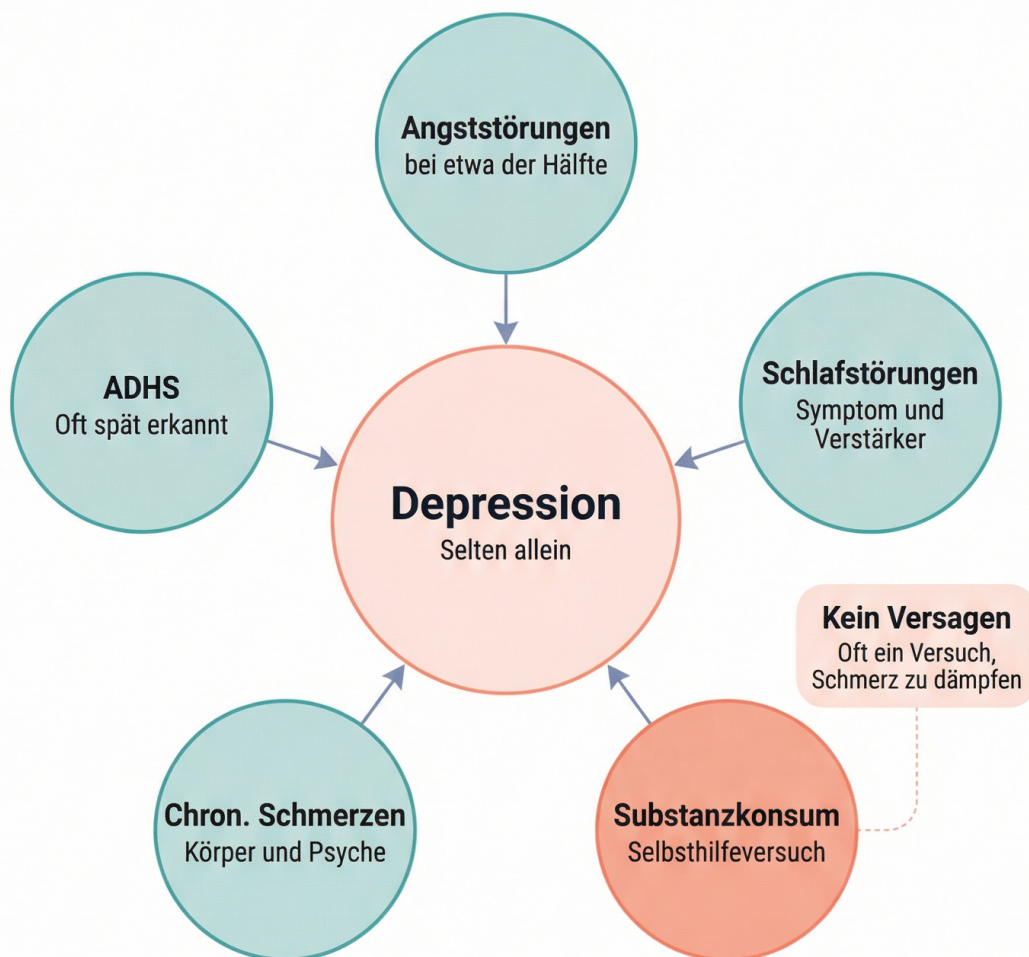 Angststörungen
bei etwa der Hälfte
ADHS
Oft spät erkannt
Schlafstörungen
Symptom und
Verstärker
Depression
Selten allein
Kein Versagen
Oft ein Versuch,
Schmerz zu dämpfen
Chron. Schmerzen
Körper und Psyche
Substanzkonsum
Selbsthilfeversuch